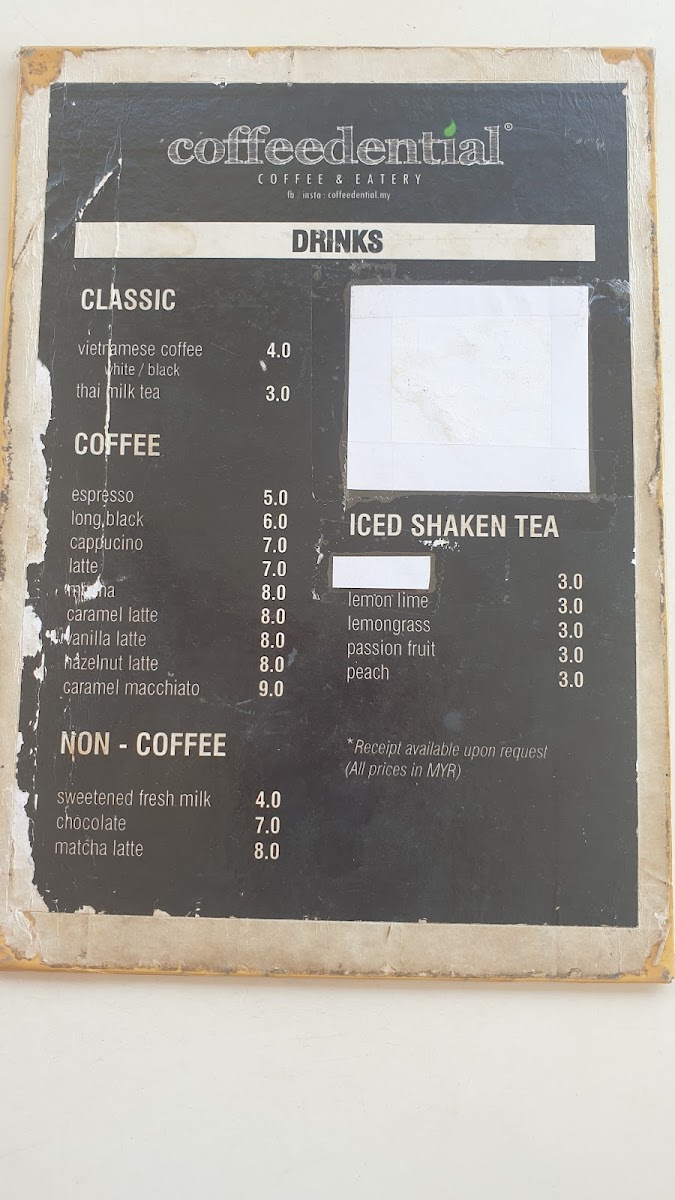 coffeedential®
COFFEE & EATERY
fb / insta : coffeedential.my
DRINKS
CLASSIC
vietnamese coffee 4.0
white / black
thai milk tea 3.0
COFFEE
espresso 5.0
long black 6.0
cappucino 7.0
latte 7.0
mocha 8.0
caramel latte 8.0
vanilla latte 8.0
hazelnut latte 8.0
caramel macchiato 9.0
NON - COFFEE
sweetened fresh milk 4.0
chocolate 7.0
matcha latte 8.0
ICED SHAKEN TEA
3.0
lemon lime 3.0
lemongrass 3.0
passion fruit 3.0
peach 3.0
*Receipt available upon request
(All prices in MYR)